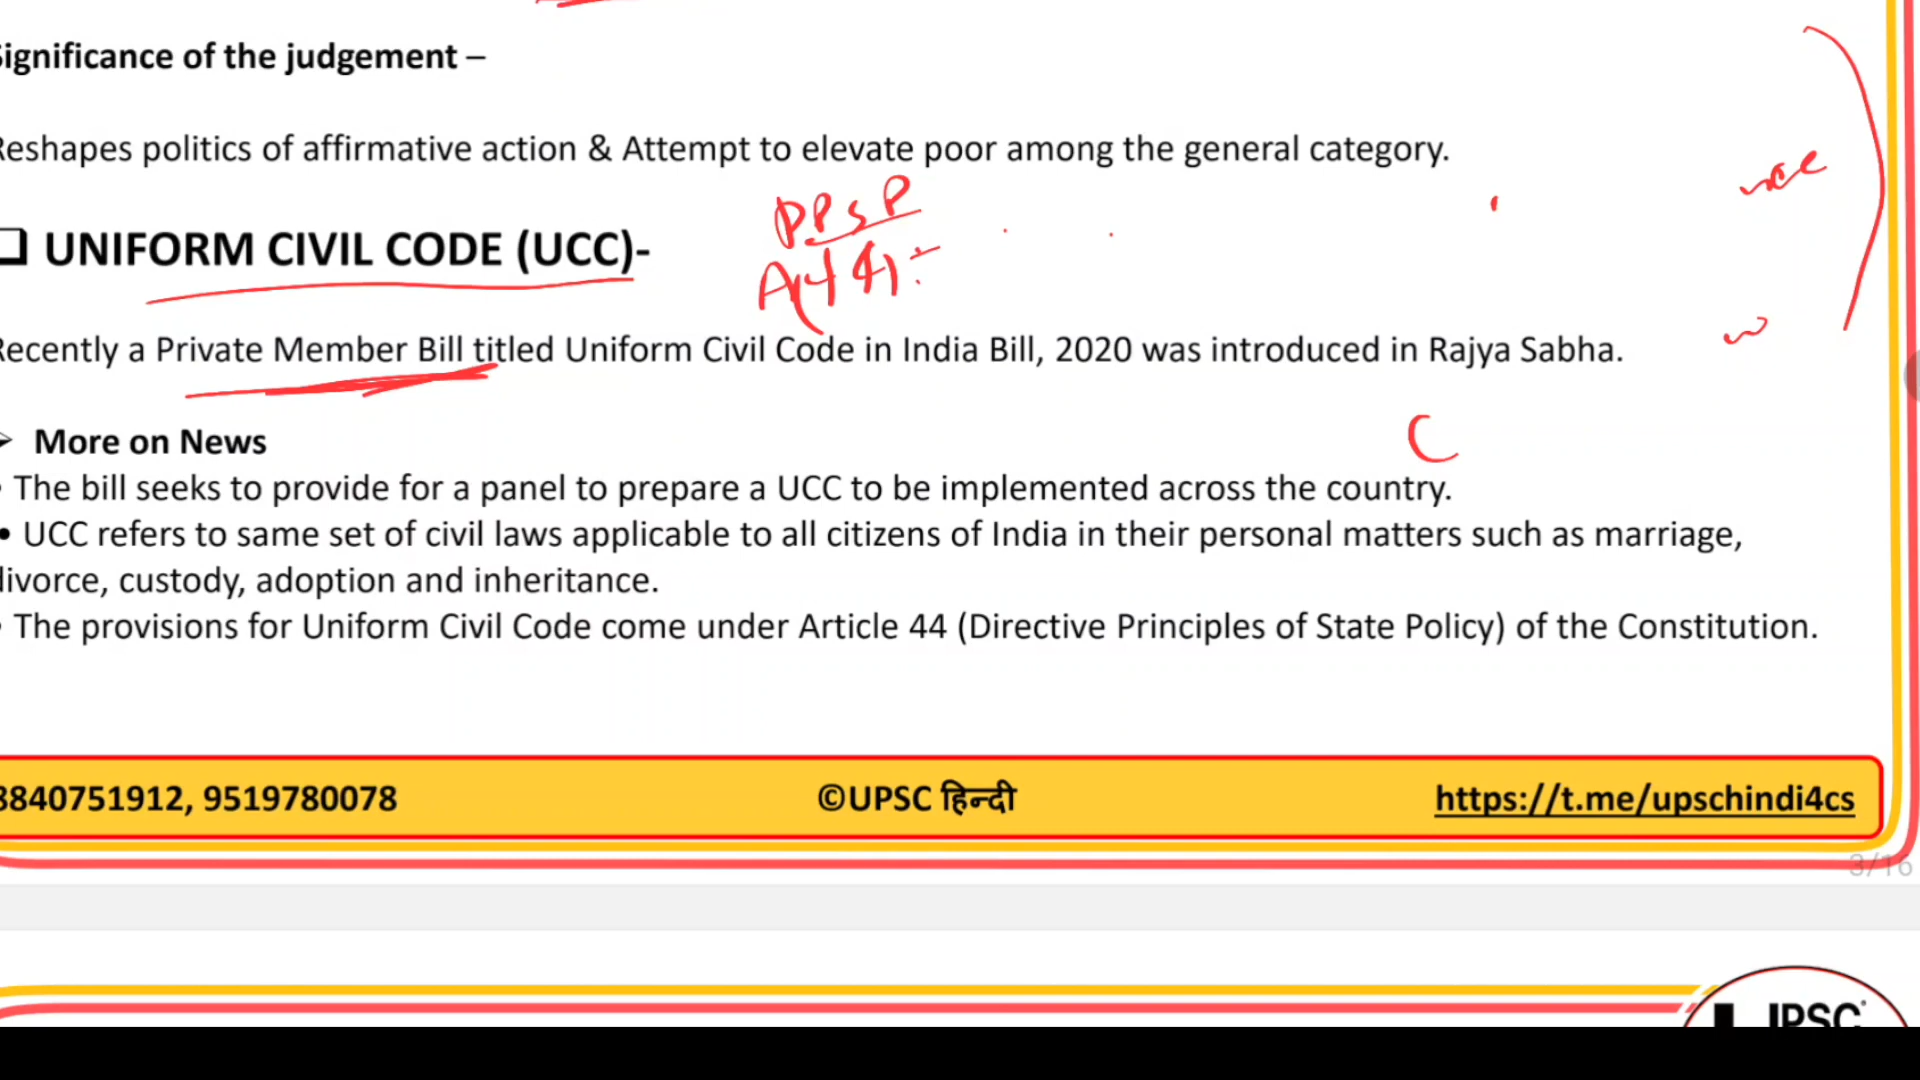 Significance of the judgement –
Reshapes politics of affirmative action & Attempt to elevate poor among the general category.
DPSP
UNIFORM CIVIL CODE (UCC)-
Recently a Private Member Bill titled Uniform Civil Code in India Bill, 2020 was introduced in Rajya Sabha.
More on News
The bill seeks to provide for a panel to prepare a UCC to be implemented across the country.
• UCC refers to same set of civil laws applicable to all citizens of India in their personal matters such as marriage,
divorce, custody, adoption and inheritance.
The provisions for Uniform Civil Code come under Article 44 (Directive Principles of State Policy) of the Constitution.
8840751912, 9519780078 ©UPSC हिन्दी https://t.me/upschindi4cs
3/16